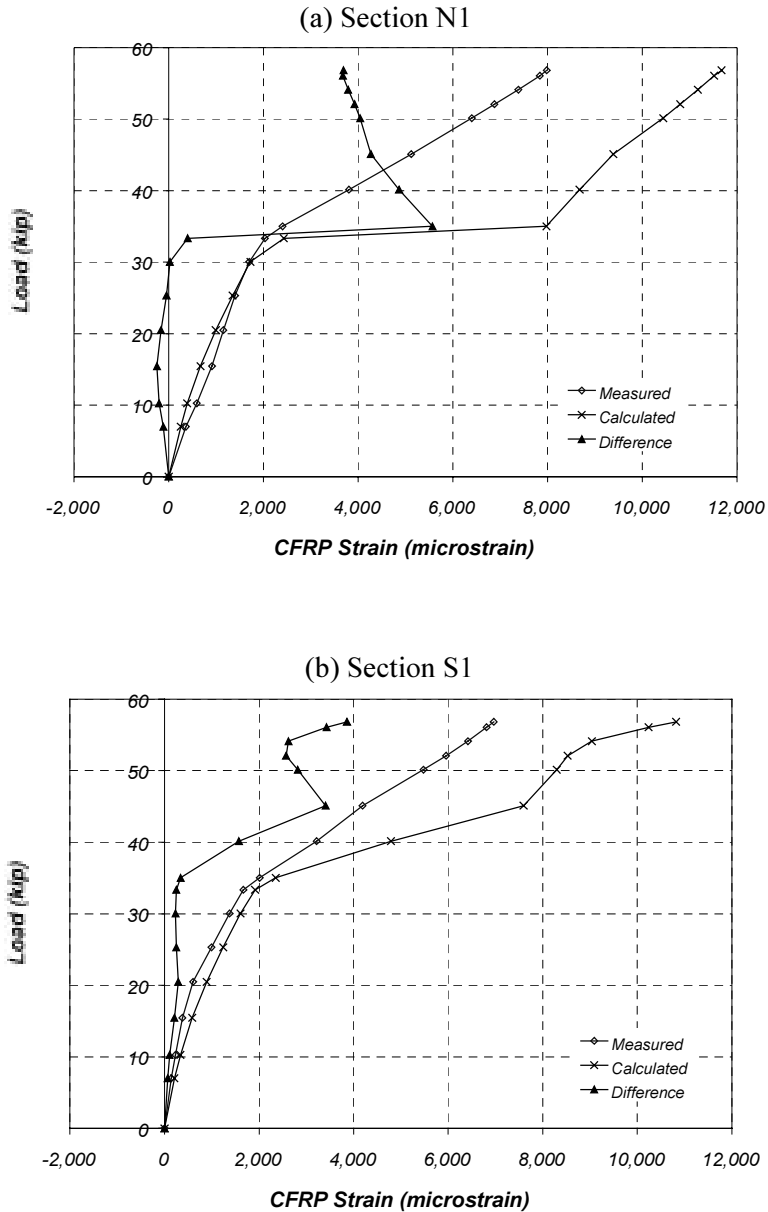 (a) Section N1
60
50
40
30
20
10
0
Load (kip)
Measured
Calculated
Difference
-2,000 0 2,000 4,000 6,000 8,000 10,000 12,000
CFRP Strain (microstrain)
(b) Section S1
60
50
40
30
20
10
0
Load (kip)
Measured
Calculated
Difference
-2,000 0 2,000 4,000 6,000 8,000 10,000 12,000
CFRP Strain (microstrain)